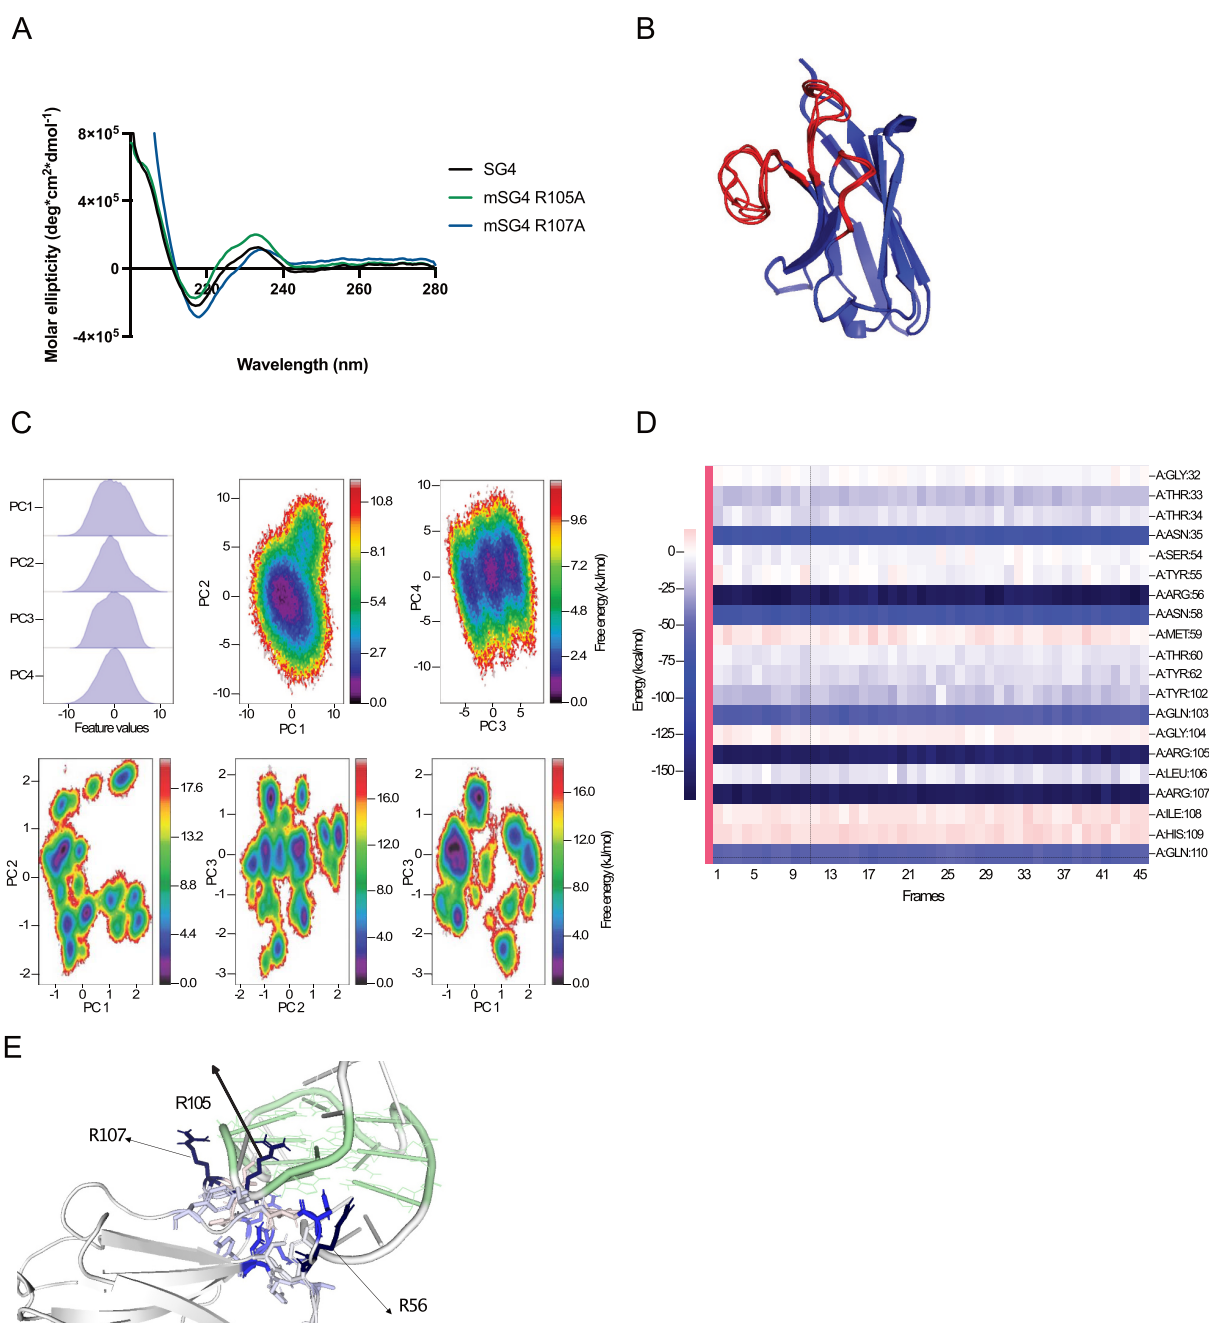 A
B
Molar ellipticity (deg*cm²*dmol⁻¹)
8×10⁵
4×10⁵
0
-4×10⁵
220
240
260
280
Wavelength (nm)
SG4
mSG4 R105A
mSG4 R107A
C
D
PC1
PC2
PC3
PC4
-10 0 10
Feature values
PC2
10
5
0
-5
-10
-10 0 10
PC 1
10.8
8.1
5.4
2.7
0.0
PC4
10
5
0
-5
-10
-5 0 5
PC 3
9.6
7.2
4.8
2.4
0.0
Free energy (kJ/mol)
PC2
2
1
0
-1
-2
-1 0 1 2
PC 1
17.6
13.2
8.8
4.4
0.0
PC3
2
1
0
-1
-2
-3
-2 -1 0 1 2
PC 2
16.0
12.0
8.0
4.0
0.0
PC3
2
1
0
-1
-2
-3
-1 0 1 2
PC 1
16.0
12.0
8.0
4.0
0.0
Free energy (kJ/mol)
Energy (kcal/mol)
0
-25
-50
-75
-100
-125
-150
A:GLY:32
A:THR:33
A:THR:34
A:ASN:35
A:SER:54
A:TYR:55
A:ARG:56
A:ASN:58
A:MET:59
A:THR:60
A:TYR:62
A:TYR:102
A:GLN:103
A:GLY:104
A:ARG:105
A:LEU:106
A:ARG:107
A:ILE:108
A:HIS:109
A:GLN:110
1 5 9 13 17 21 25 29 33 37 41 45
Frames
E
R105
R107
R56